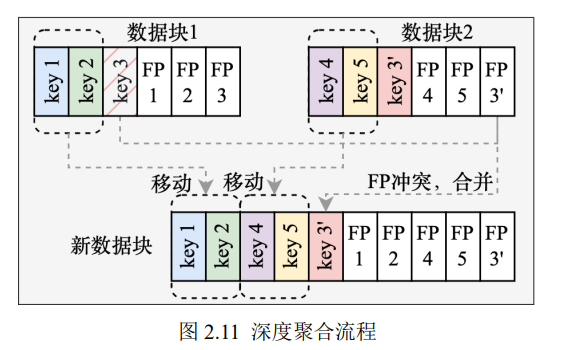 数据块1 数据块2
key 1 key 2 key 3 FP 1 FP 2 FP 3 key 4 key 5 key 3' FP 4 FP 5 FP 3'
移动 移动 FP冲突，合并
新数据块 key 1 key 2 key 4 key 5 key 3' FP 1 FP 2 FP 4 FP 5 FP 3'
图 2.11 深度聚合流程